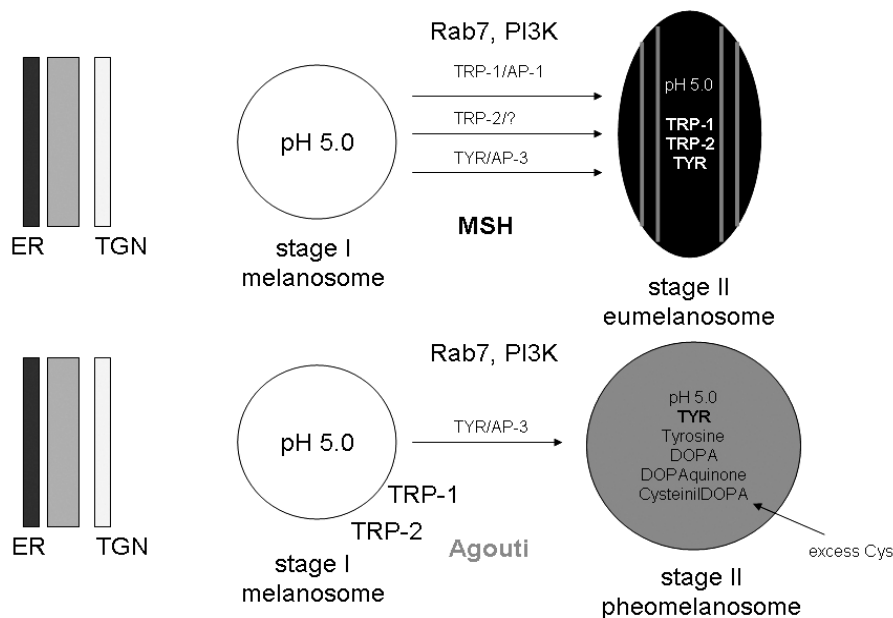 Rab7, PI3K
TRP-1/AP-1
TRP-2/?
TYR/AP-3
pH 5.0
MSH
pH 5.0
TRP-1
TRP-2
TYR
ER
TGN
stage I
melanosome
stage II
eumelanosome
Rab7, PI3K
TYR/AP-3
pH 5.0
TRP-1
TRP-2
Agouti
pH 5.0
TYR
Tyrosine
DOPA
DOPAquinone
CysteinilDOPA
excess Cys
ER
TGN
stage I
melanosome
stage II
pheomelanosome